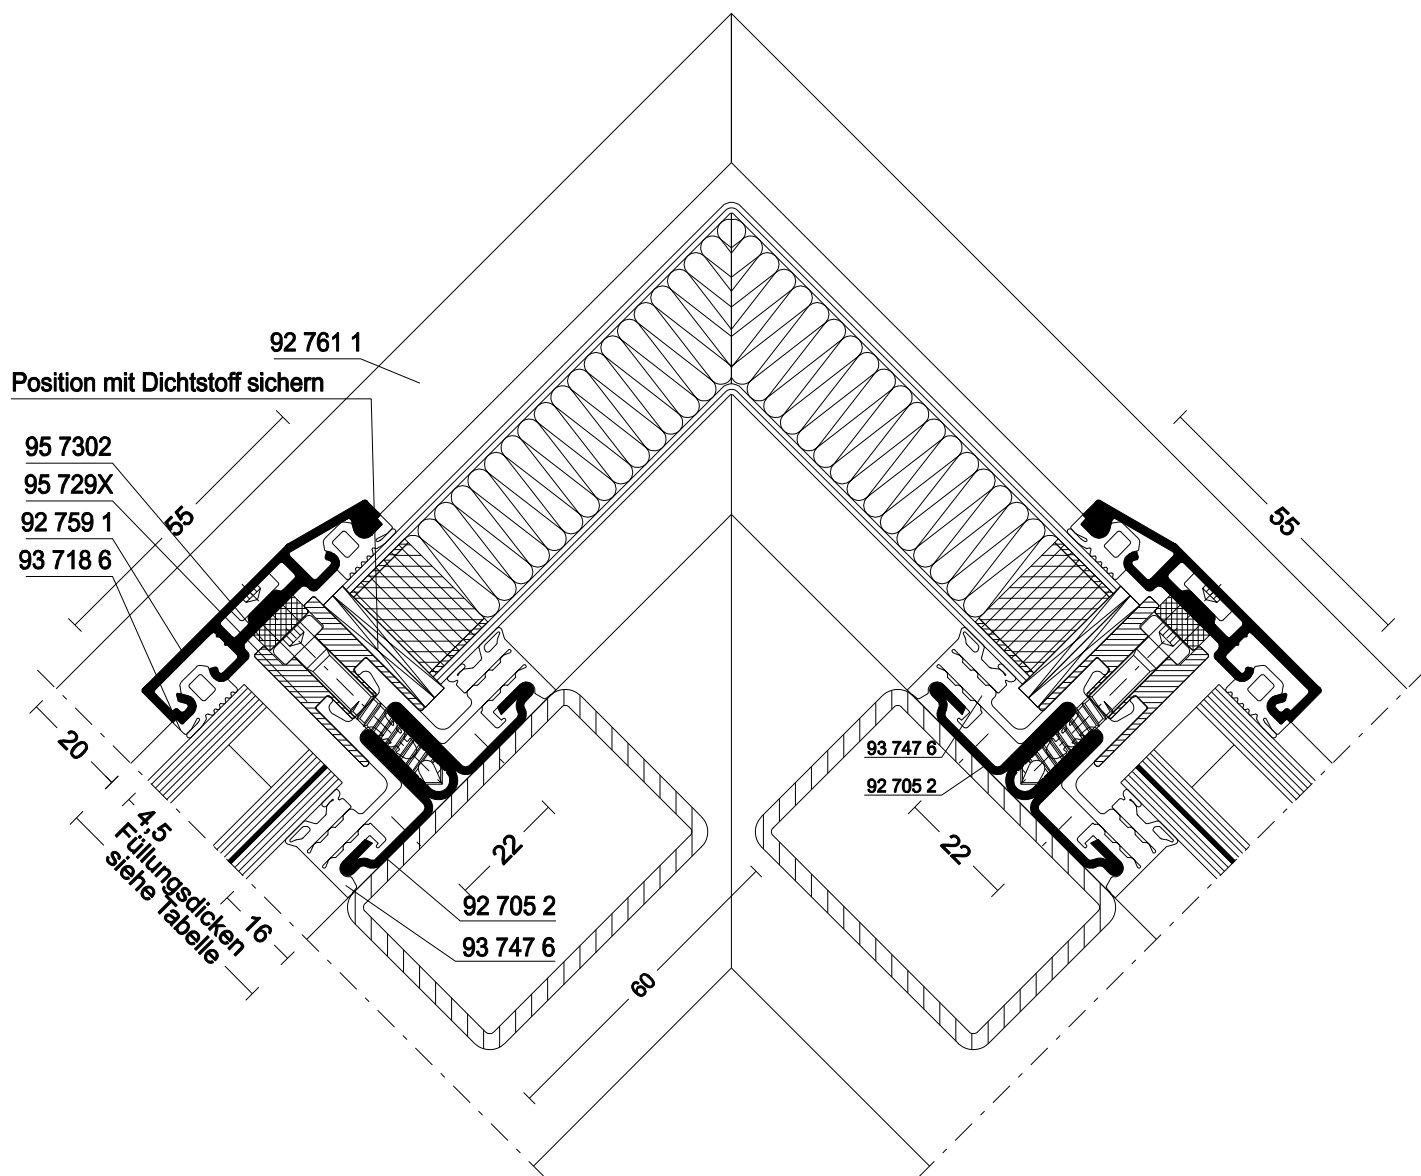 92 761 1
Position mit Dichtstoff sichern
95 7302
95 729X
92 759 1
93 718 6
55
55
20
4,5
Füllungsdicken
siehe Tabelle
16
22
92 705 2
93 747 6
60
93 747 6
92 705 2
22